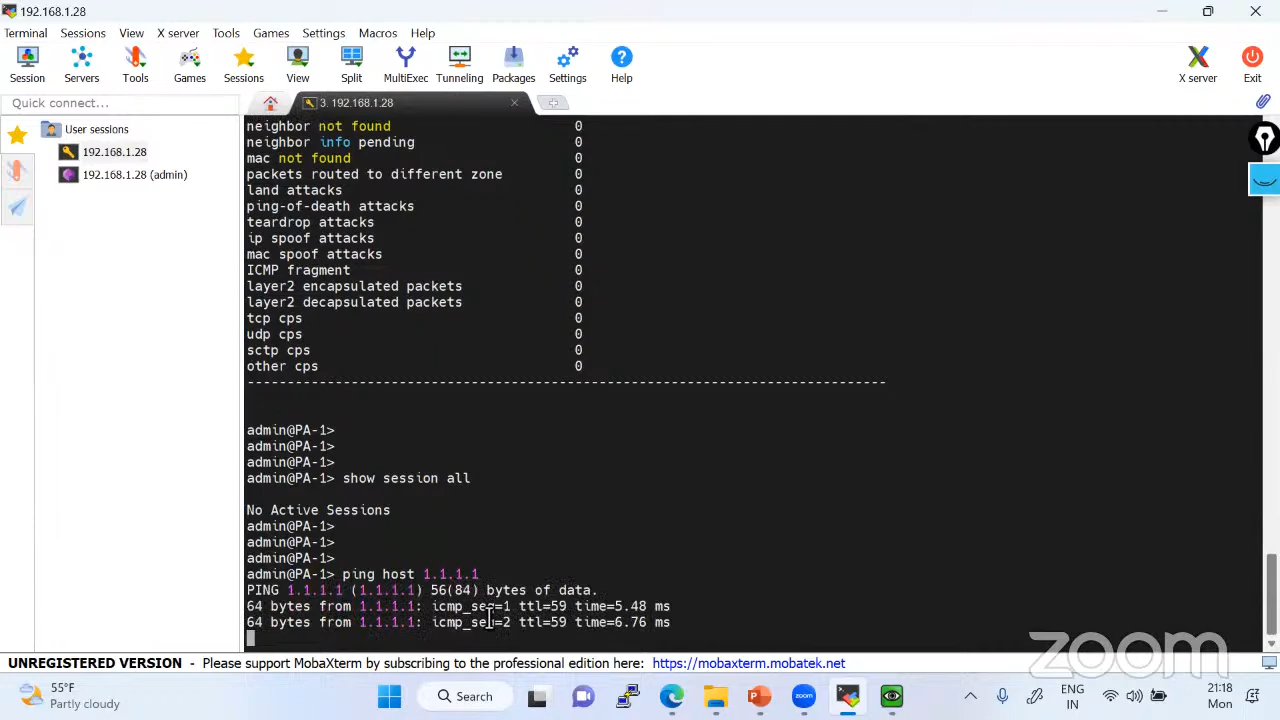 192.168.1.28
Terminal Sessions View X server Tools Games Settings Macros Help
Session Servers Tools Games Sessions View Split MultiExec Tunneling Packages Settings Help X server Exit
Quick connect...
3. 192.168.1.28
User sessions
192.168.1.28
192.168.1.28 (admin)
neighbor not found 0
neighbor info pending 0
mac not found 0
packets routed to different zone 0
land attacks 0
ping-of-death attacks 0
teardrop attacks 0
ip spoof attacks 0
mac spoof attacks 0
ICMP fragment 0
layer2 encapsulated packets 0
layer2 decapsulated packets 0
tcp cps 0
udp cps 0
sctp cps 0
other cps 0
--------------------------------------------------------------------------------
admin@PA-1>
admin@PA-1>
admin@PA-1>
admin@PA-1> show session all
No Active Sessions
admin@PA-1>
admin@PA-1>
admin@PA-1>
admin@PA-1> ping host 1.1.1.1
PING 1.1.1.1 (1.1.1.1) 56(84) bytes of data.
64 bytes from 1.1.1.1: icmp_seq=1 ttl=59 time=5.48 ms
64 bytes from 1.1.1.1: icmp_seq=2 ttl=59 time=6.76 ms
zoom
UNREGISTERED VERSION - Please support MobaXterm by subscribing to the professional edition here: https://mobaxterm.mobatek.net
55°F
Partly cloudy
Search
zoom
ENG
IN
21:18
Mon